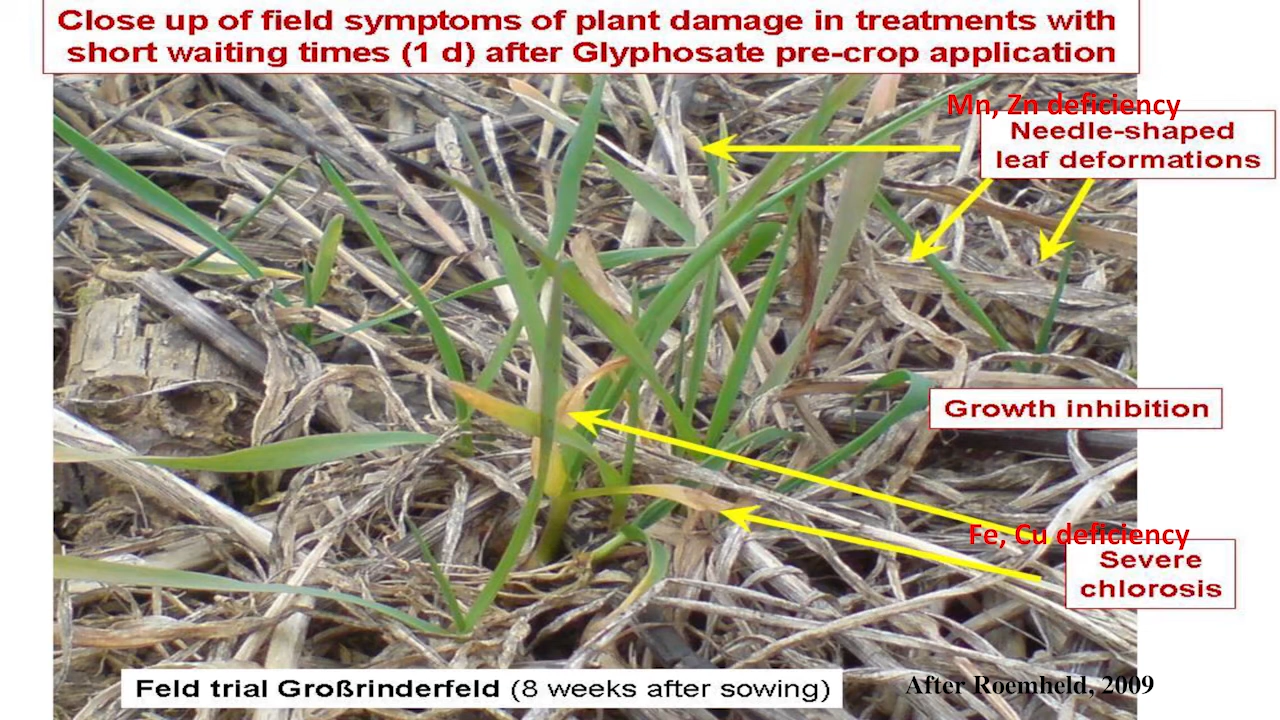 Close up of field symptoms of plant damage in treatments with
short waiting times (1 d) after Glyphosate pre-crop application
Mn, Zn deficiency
Needle-shaped
leaf deformations
Growth inhibition
Fe, Cu deficiency
Severe
chlorosis
Feld trial Großrinderfeld (8 weeks after sowing)
After Roemheld, 2009